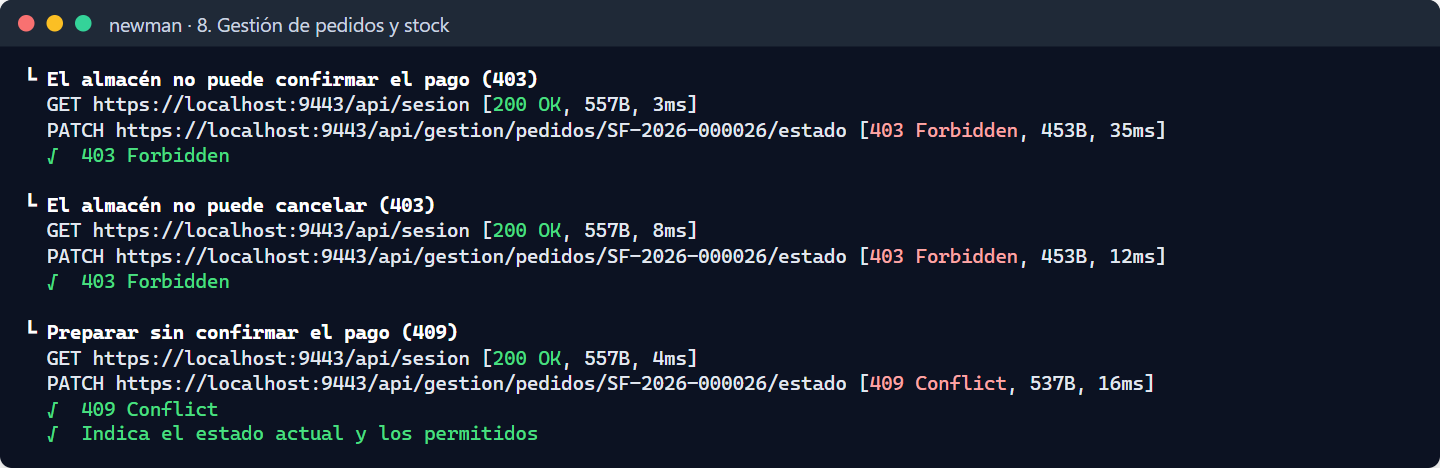 newman · 8. Gestión de pedidos y stock
└ El almacén no puede confirmar el pago (403)
GET https://localhost:9443/api/sesion [200 OK, 557B, 3ms]
PATCH https://localhost:9443/api/gestion/pedidos/SF-2026-000026/estado [403 Forbidden, 453B, 35ms]
√ 403 Forbidden
└ El almacén no puede cancelar (403)
GET https://localhost:9443/api/sesion [200 OK, 557B, 8ms]
PATCH https://localhost:9443/api/gestion/pedidos/SF-2026-000026/estado [403 Forbidden, 453B, 12ms]
√ 403 Forbidden
└ Preparar sin confirmar el pago (409)
GET https://localhost:9443/api/sesion [200 OK, 557B, 4ms]
PATCH https://localhost:9443/api/gestion/pedidos/SF-2026-000026/estado [409 Conflict, 537B, 16ms]
√ 409 Conflict
√ Indica el estado actual y los permitidos